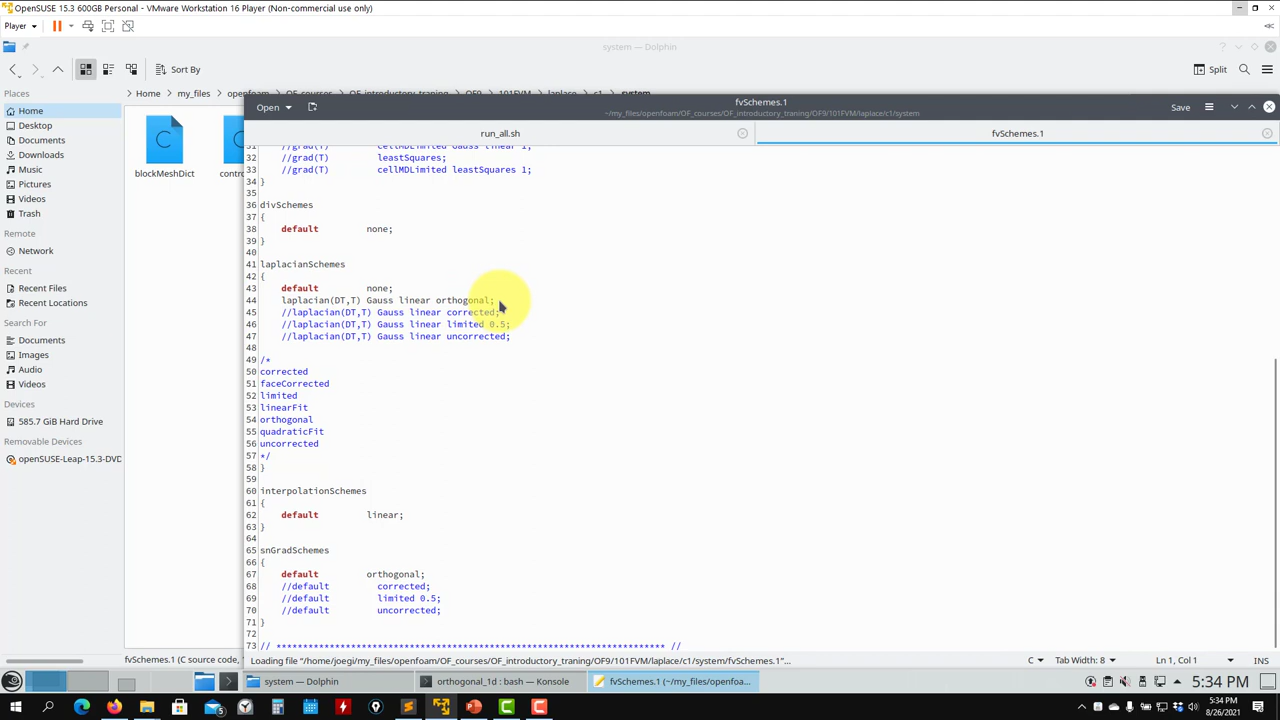 OpenSUSE 15.3 600GB Personal - VMware Workstation 16 Player (Non-commercial use only)
Player
system — Dolphin
Sort By
Split
Places
Home
Desktop
Documents
Downloads
Music
Pictures
Videos
Trash
Remote
Network
Recent
Recent Files
Recent Locations
Search For
Documents
Images
Audio
Videos
Devices
585.7 GiB Hard Drive
Removable Devices
openSUSE-Leap-15.3-DVD
Home my_files openfoam OF_courses OF_introductory_traning OF9 101FVM laplace c1 system
blockMeshDict
contro
Open
fvSchemes.1
~/my_files/openfoam/OF_courses/OF_introductory_traning/OF9/101FVM/laplace/c1/system
Save
run_all.sh
fvSchemes.1
31 //grad(T) cellMDLimited Gauss linear 1;
32 //grad(T) leastSquares;
33 //grad(T) cellMDLimited leastSquares 1;
34 }
35
36 divSchemes
37 {
38 default none;
39 }
40
41 laplacianSchemes
42 {
43 default none;
44 laplacian(DT,T) Gauss linear orthogonal;
45 //laplacian(DT,T) Gauss linear corrected;
46 //laplacian(DT,T) Gauss linear limited 0.5;
47 //laplacian(DT,T) Gauss linear uncorrected;
48
49 /*
50 corrected
51 faceCorrected
52 limited
53 linearFit
54 orthogonal
55 quadraticFit
56 uncorrected
57 */
58 }
59
60 interpolationSchemes
61 {
62 default linear;
63 }
64
65 snGradSchemes
66 {
67 default orthogonal;
68 //default corrected;
69 //default limited 0.5;
70 //default uncorrected;
71 }
72
73 // ************************************************************************* //
fvSchemes.1 (C source code,
Loading file "/home/joegi/my_files/openfoam/OF_courses/OF_introductory_traning/OF9/101FVM/laplace/c1/system/fvSchemes.1"...
C
Tab Width: 8
Ln 1, Col 1
INS
system — Dolphin
orthogonal_1d : bash — Konsole
fvSchemes.1 (~/my_files/openfoa...
5:34 PM
5:34 PM
8/26/2021